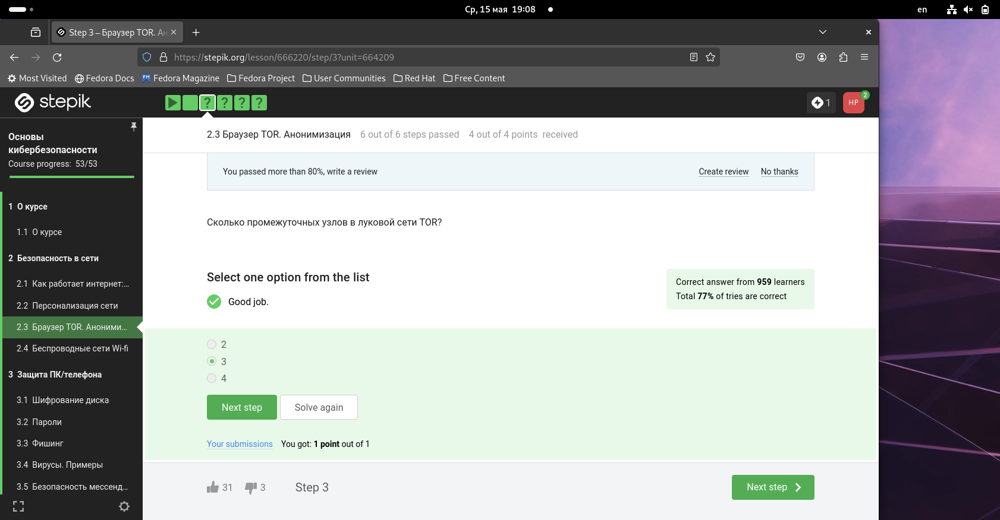 Ср, 15 мая 19:08
en
Step 3 – Браузер TOR. Ан
https://stepik.org/lesson/666220/step/3?unit=664209
Most Visited Fedora Docs Fedora Magazine Fedora Project User Communities Red Hat Free Content
stepik
? ? ? ?
1
HP
2
Основы
кибербезопасности
Course progress: 53/53
1 О курсе
1.1 О курсе
2 Безопасность в сети
2.1 Как работает интернет:...
2.2 Персонализация сети
2.3 Браузер TOR. Аноними...
2.4 Беспроводные сети Wi-fi
3 Защита ПК/телефона
3.1 Шифрование диска
3.2 Пароли
3.3 Фишинг
3.4 Вирусы. Примеры
3.5 Безопасность мессенд...
2.3 Браузер TOR. Анонимизация 6 out of 6 steps passed 4 out of 4 points received
You passed more than 80%, write a review
Create review No thanks
Сколько промежуточных узлов в луковой сети TOR?
Select one option from the list
Good job.
Correct answer from 959 learners
Total 77% of tries are correct
2
3
4
Next step Solve again
Your submissions You got: 1 point out of 1
31 3 Step 3
Next step